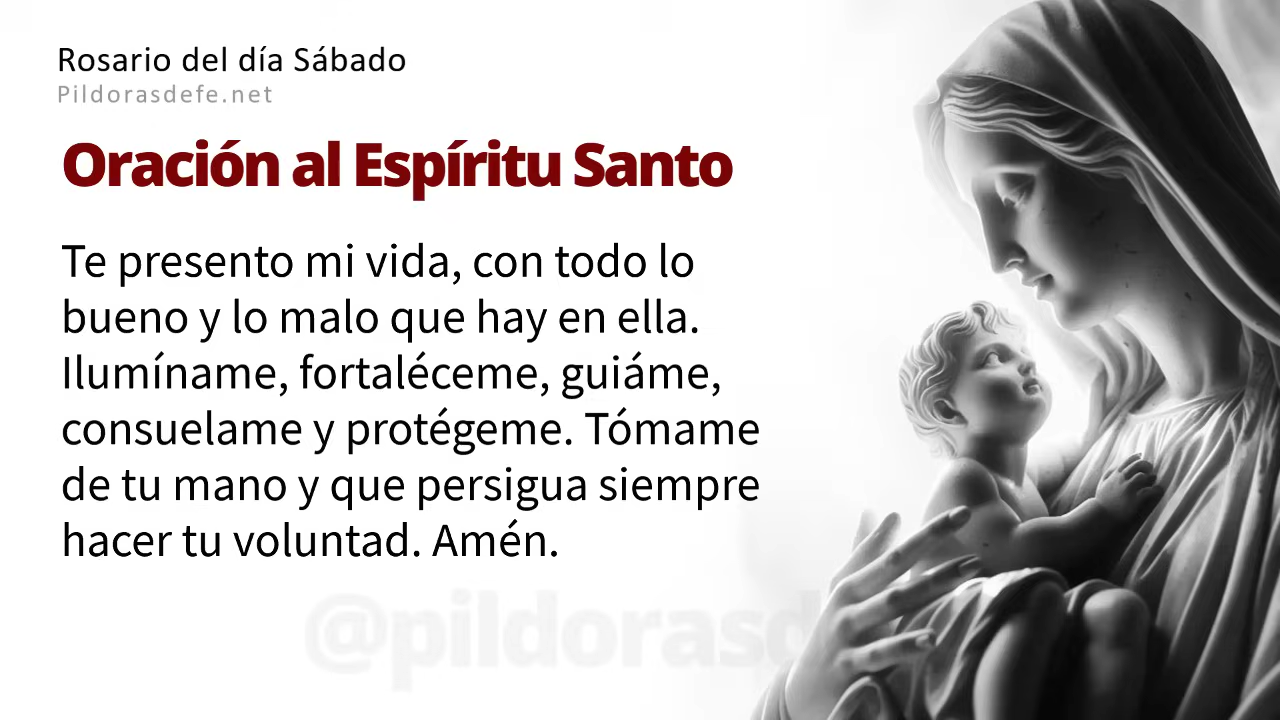 Rosario del día Sábado
Pildorasdefe.net
Oración al Espíritu Santo
Te presento mi vida, con todo lo
bueno y lo malo que hay en ella.
Ilumíname, fortaléceme, guiáme,
consuelame y protégeme. Tómame
de tu mano y que persigua siempre
hacer tu voluntad. Amén.
@pildorasd